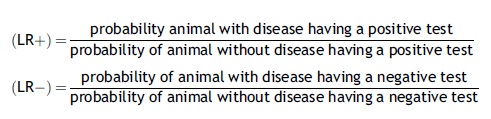 (LR+) = probability animal with disease having a positive test
probability of animal without disease having a positive test
(LR−) = probability of animal with disease having a negative test
probability of animal without disease having a negative test